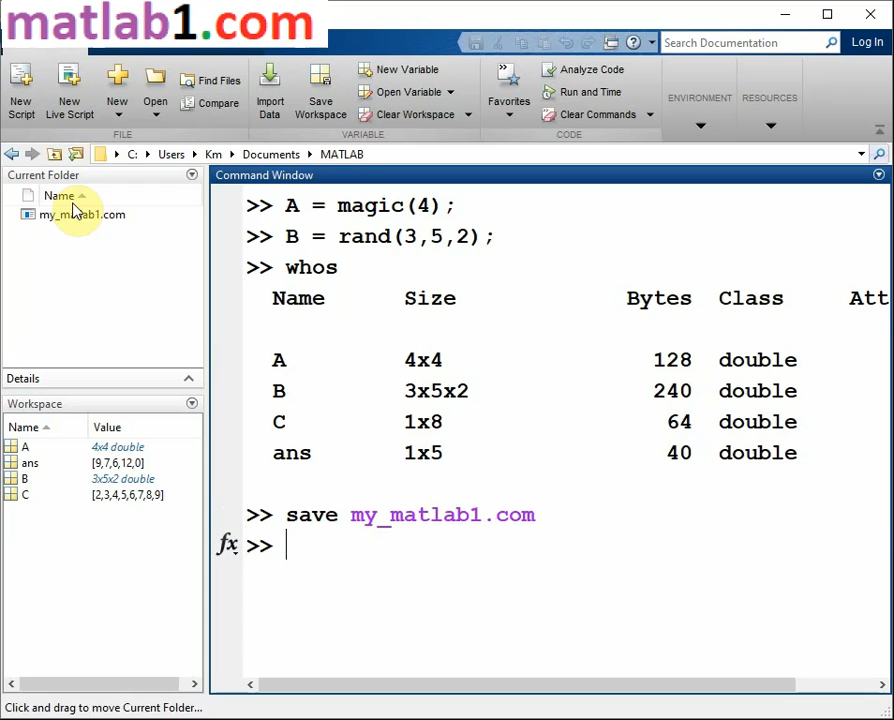 matlab1.com
Search Documentation
Log In
New Script
New Live Script
New
Open
Find Files
Compare
Import Data
Save Workspace
New Variable
Open Variable
Clear Workspace
Favorites
Analyze Code
Run and Time
Clear Commands
ENVIRONMENT
RESOURCES
FILE
VARIABLE
CODE
C: Users Km Documents MATLAB
Current Folder
Name
my_matlab1.com
Details
Workspace
Name Value
A 4x4 double
ans [9,7,6,12,0]
B 3x5x2 double
C [2,3,4,5,6,7,8,9]
Command Window
>> A = magic(4);
>> B = rand(3,5,2);
>> whos
Name Size Bytes Class Att
A 4x4 128 double
B 3x5x2 240 double
C 1x8 64 double
ans 1x5 40 double
>> save my_matlab1.com
fx >>
Click and drag to move Current Folder...